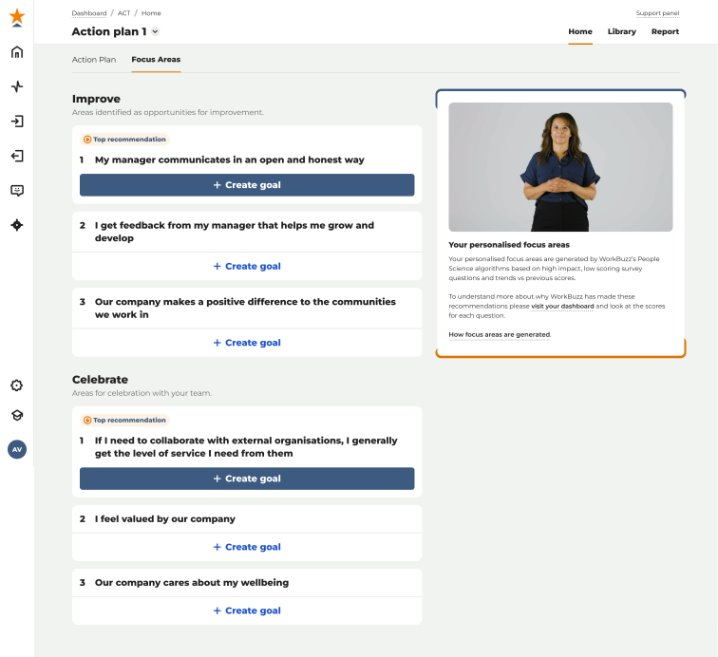 Dashboard / ACT / Home
Support panel
Action plan 1
Home Library Report
Action Plan Focus Areas
Improve
Areas identified as opportunities for improvement.
Top recommendation
1 My manager communicates in an open and honest way
+ Create goal
2 I get feedback from my manager that helps me grow and
develop
+ Create goal
3 Our company makes a positive difference to the communities
we work in
+ Create goal
Your personalised focus areas
Your personalised focus areas are generated by WorkBuzz's People
Science algorithms based on high impact, low scoring survey
questions and trends vs previous scores.
To understand more about why WorkBuzz has made these
recommendations please visit your dashboard and look at the scores
for each question.
How focus areas are generated.
Celebrate
Areas for celebration with your team.
Top recommendation
1 If I need to collaborate with external organisations, I generally
get the level of service I need from them
+ Create goal
2 I feel valued by our company
+ Create goal
3 Our company cares about my wellbeing
+ Create goal
AV